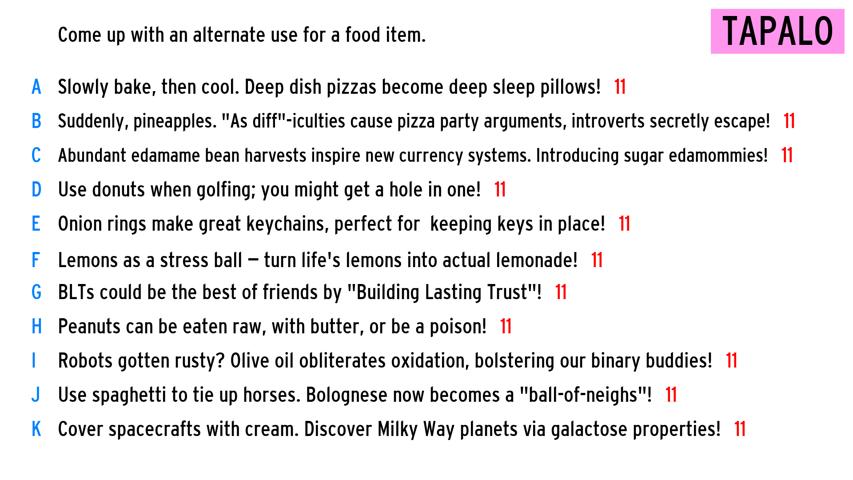 Come up with an alternate use for a food item.
TAPALO
A Slowly bake, then cool. Deep dish pizzas become deep sleep pillows! 11
B Suddenly, pineapples. "As diff"-iculties cause pizza party arguments, introverts secretly escape! 11
C Abundant edamame bean harvests inspire new currency systems. Introducing sugar edamommies! 11
D Use donuts when golfing; you might get a hole in one! 11
E Onion rings make great keychains, perfect for  keeping keys in place! 11
F Lemons as a stress ball – turn life's lemons into actual lemonade! 11
G BLTs could be the best of friends by "Building Lasting Trust"! 11
H Peanuts can be eaten raw, with butter, or be a poison! 11
I Robots gotten rusty? Olive oil obliterates oxidation, bolstering our binary buddies! 11
J Use spaghetti to tie up horses. Bolognese now becomes a "ball-of-neighs"! 11
K Cover spacecrafts with cream. Discover Milky Way planets via galactose properties! 11